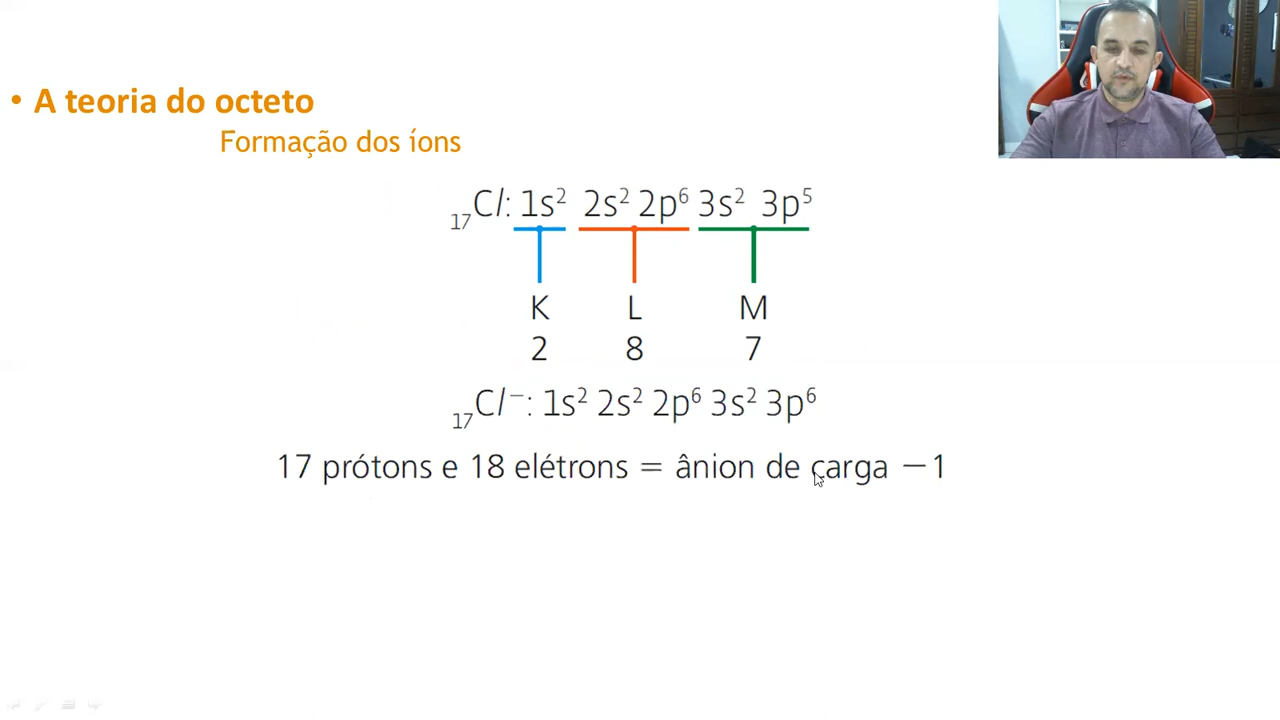 • A teoria do octeto
Formação dos íons
₁₇Cl: 1s² 2s² 2p⁶ 3s² 3p⁵
K L M
2 8 7
₁₇Cl⁻: 1s² 2s² 2p⁶ 3s² 3p⁶
17 prótons e 18 elétrons = ânion de carga −1